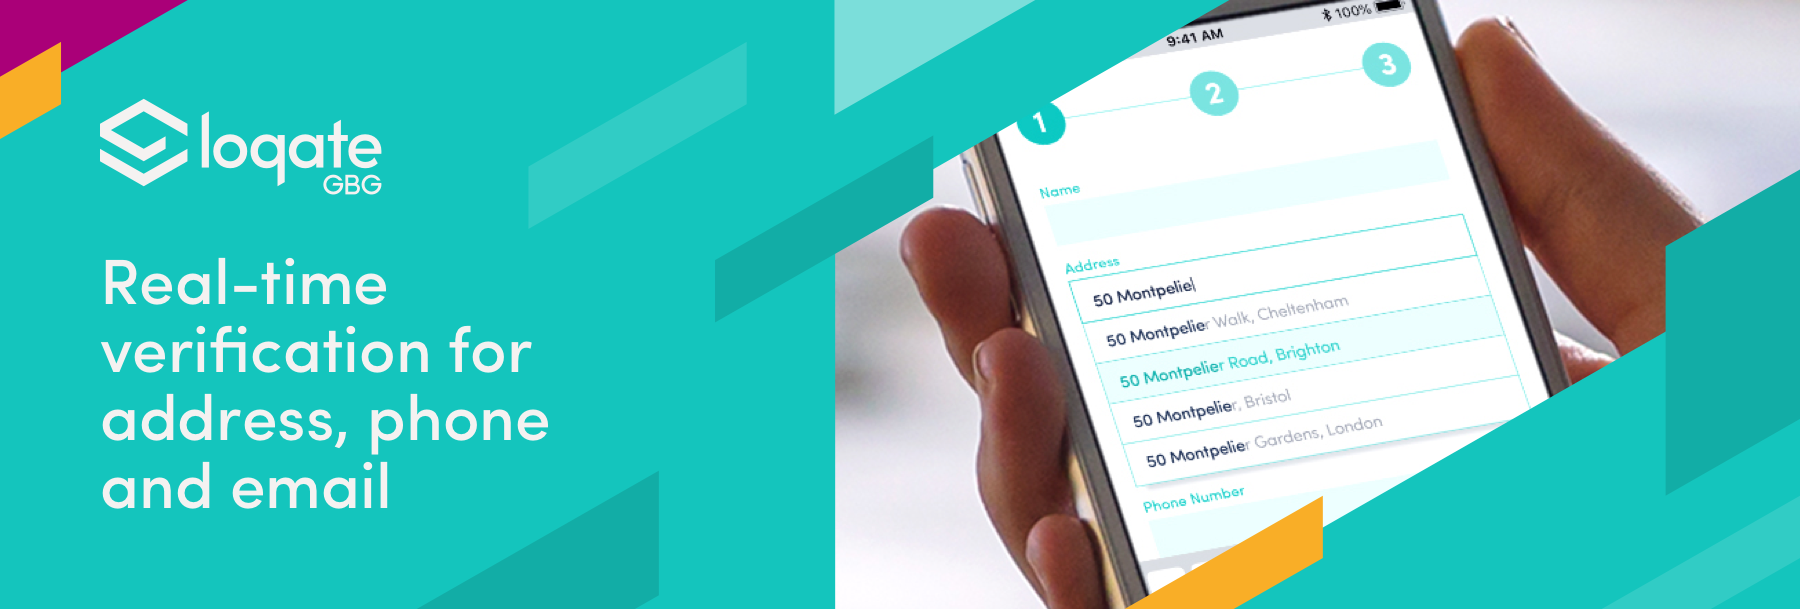 loqate
GBG
Real-time
verification for
address, phone
and email
100%
9:41 AM
1
2
3
Name
Address
50 Montpelie
50 Montpelier Walk, Cheltenham
50 Montpelier Road, Brighton
50 Montpelier, Bristol
50 Montpelier Gardens, London
Phone Number